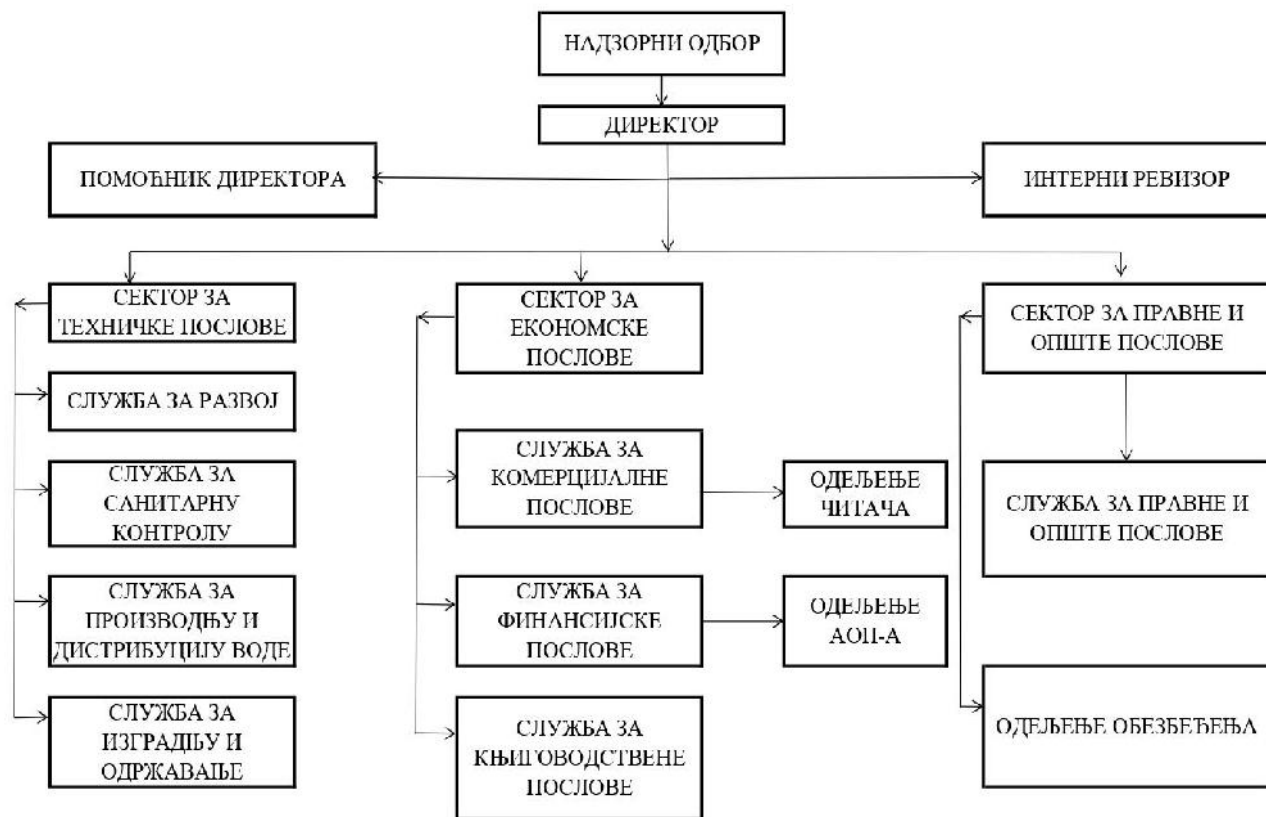 НАДЗОРНИ ОДБОР
ДИРЕКТОР
ПОМОЋНИК ДИРЕКТОРА
ИНТЕРНИ РЕВИЗОР
СЕКТОР ЗА
ТЕХНИЧКЕ ПОСЛОВЕ
СЛУЖБА ЗА РАЗВОЈ
СЛУЖБА ЗА
САНИТАРНУ
КОНТРОЛУ
СЛУЖБА ЗА
ПРОИЗВОДЊУ И
ДИСТРИБУЦИЈУ ВОДЕ
СЛУЖБА ЗА
ИЗГРАДЊУ И
ОДРЖАВАЊЕ
СЕКТОР ЗА
ЕКОНОМСКЕ
ПОСЛОВЕ
СЛУЖБА ЗА
КОМЕРЦИЈАЛНЕ
ПОСЛОВЕ
ОДЕЉЕЊЕ
ЧИТАЧА
СЛУЖБА ЗА
ФИНАНСИЈСКЕ
ПОСЛОВЕ
ОДЕЉЕЊЕ
АОП-А
СЛУЖБА ЗА
КЊИГОВОДСТВЕНЕ
ПОСЛОВЕ
СЕКТОР ЗА ПРАВНЕ И
ОПШТЕ ПОСЛОВЕ
СЛУЖБА ЗА ПРАВНЕ И
ОПШТЕ ПОСЛОВЕ
ОДЕЉЕЊЕ ОБЕЗБЕЂЕЊА